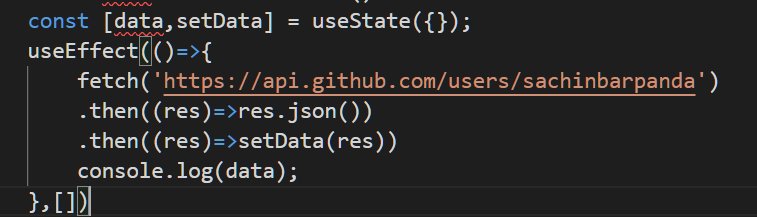 const [data,setData] = useState({});
useEffect(()=>{
    fetch('https://api.github.com/users/sachinbarpanda')
    .then((res)=>res.json())
    .then((res)=>setData(res))
    console.log(data);
},[])